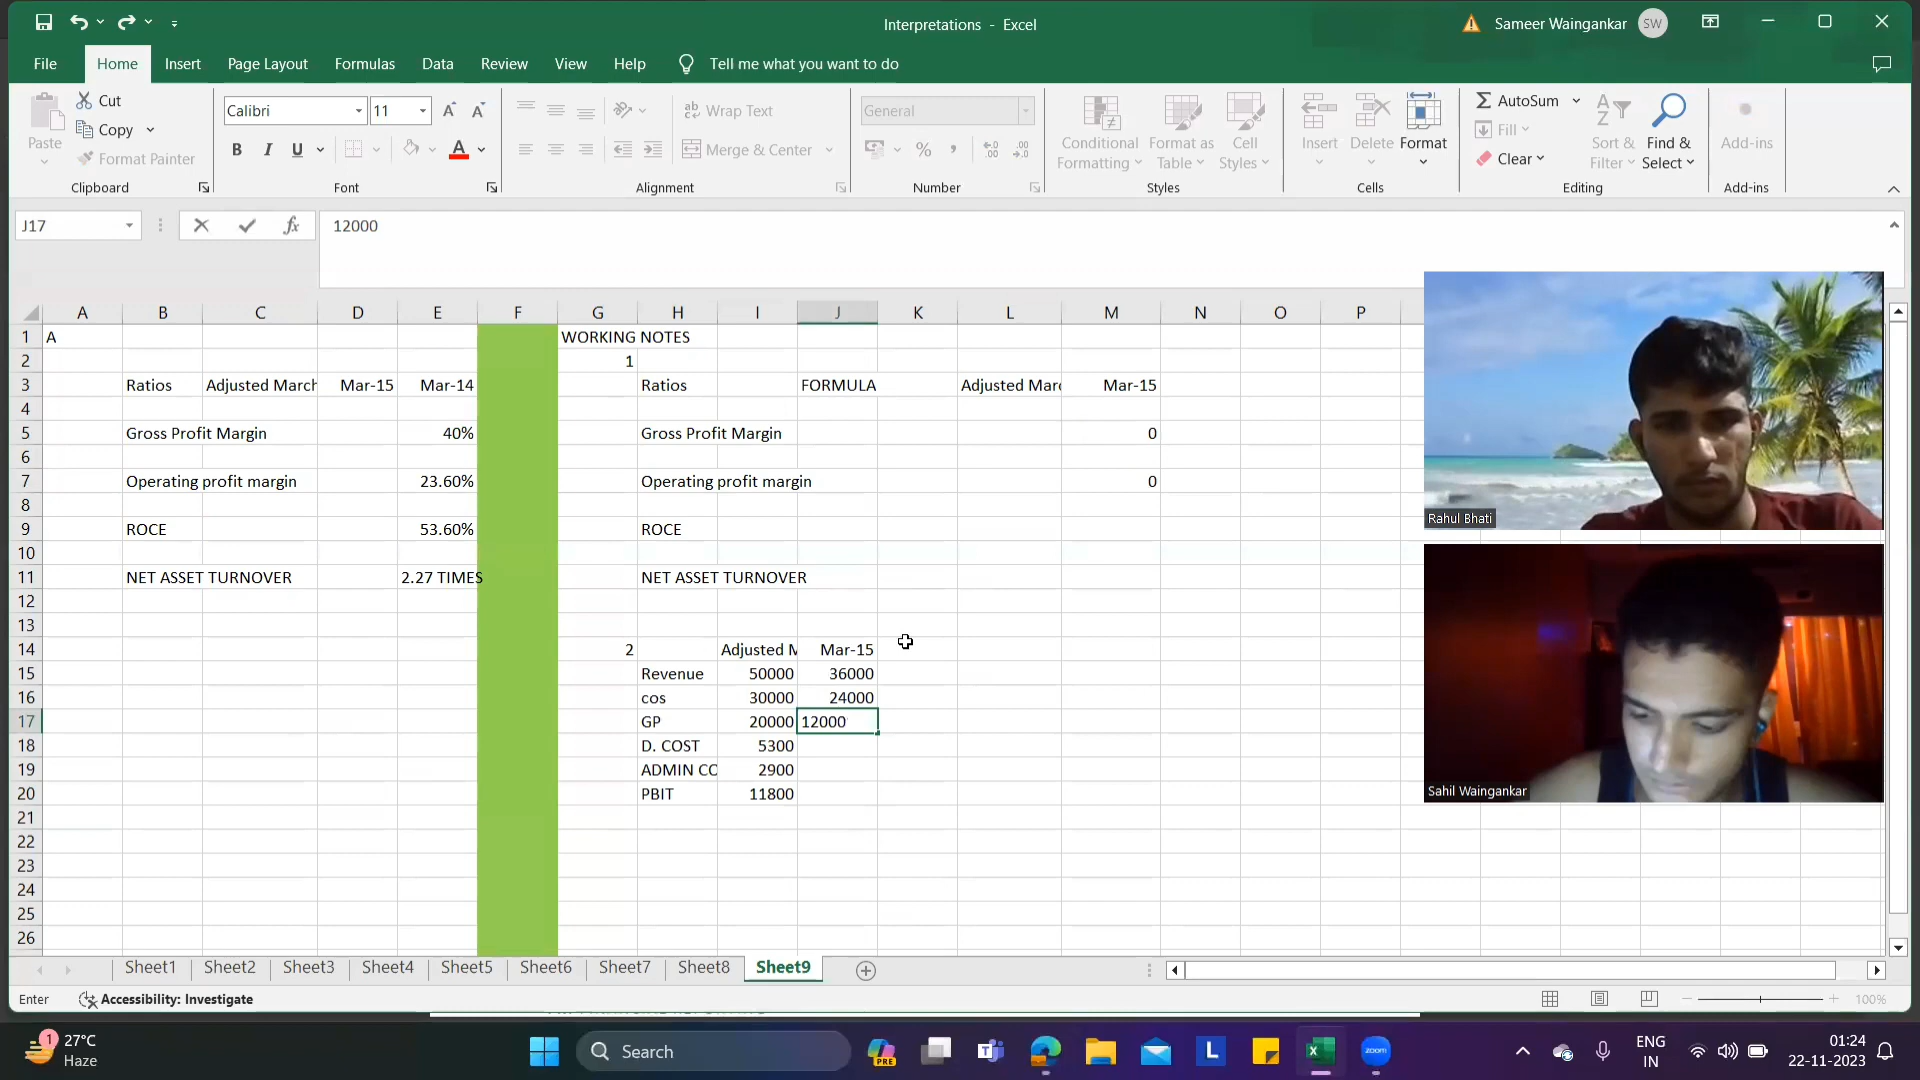 Interpretations - Excel
Sameer Waingankar SW
File Home Insert Page Layout Formulas Data Review View Help Tell me what you want to do
Paste Cut Copy Format Painter Clipboard
Calibri 11 A A B I U A Font
Wrap Text Merge & Center Alignment
General % Number
Conditional Formatting Format as Table Cell Styles Styles
Insert Delete Format Cells
AutoSum Fill Clear Sort & Filter Find & Select Editing
Add-ins Add-ins
J17 fx 12000
A B C D E F G H I J K L M N O P
1 A WORKING NOTES
2 1
3 Ratios Adjusted March Mar-15 Mar-14 Ratios FORMULA Adjusted Marc Mar-15
4
5 Gross Profit Margin 40% Gross Profit Margin 0
6
7 Operating profit margin 23.60% Operating profit margin 0
8
9 ROCE 53.60% ROCE
10
11 NET ASSET TURNOVER 2.27 TIMES NET ASSET TURNOVER
12
13
14 2 Adjusted M Mar-15
15 Revenue 50000 36000
16 cos 30000 24000
17 GP 20000 12000
18 D. COST 5300
19 ADMIN CO 2900
20 PBIT 11800
21
22
23
24
25
26
Rahul Bhati
Sahil Waingankar
Sheet1 Sheet2 Sheet3 Sheet4 Sheet5 Sheet6 Sheet7 Sheet8 Sheet9
Enter Accessibility: Investigate 100%
1 27°C
Haze
Search
PRE
L
zoom
ENG
IN
01:24
22-11-2023